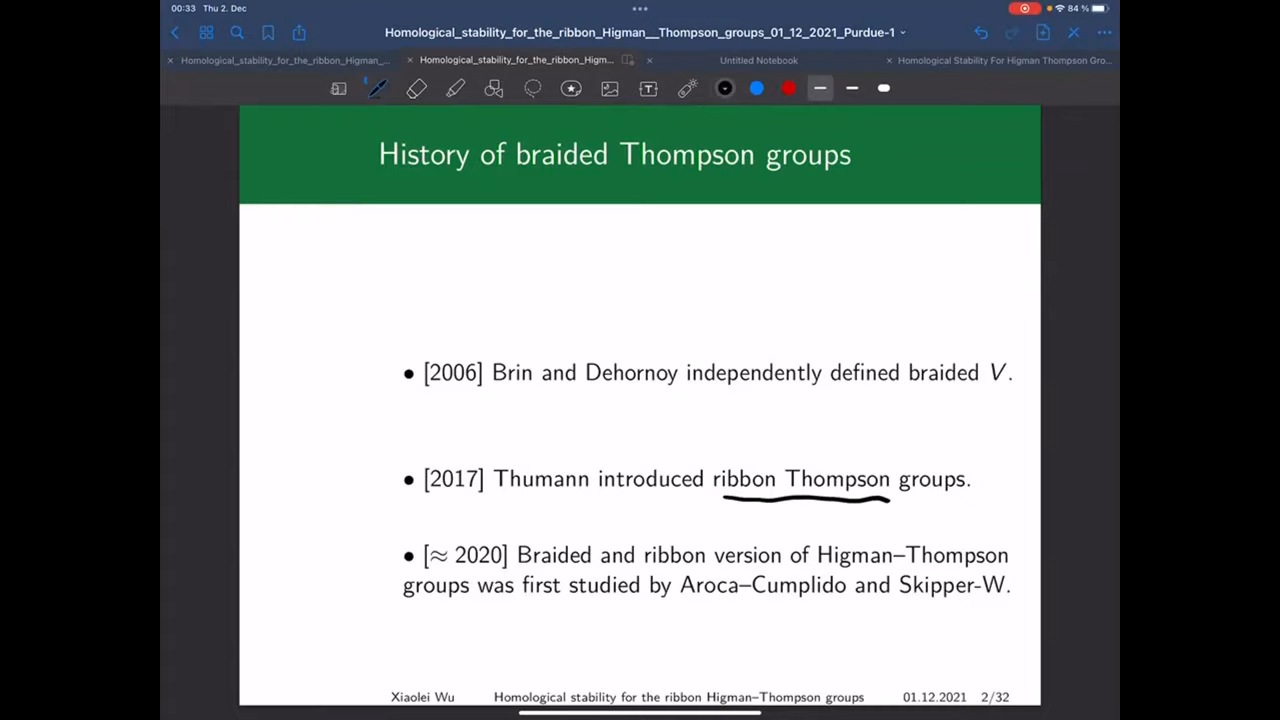 00:33 Thu 2. Dec
84 %
Homological_stability_for_the_ribbon_Higman__Thompson_groups_01_12_2021_Purdue-1
Homological_stability_for_the_ribbon_Higman_...
Homological_stability_for_the_ribbon_Higm...
Untitled Notebook
Homological Stability For Higman Thompson Gro...
History of braided Thompson groups
• [2006] Brin and Dehornoy independently defined braided V.
• [2017] Thumann introduced ribbon Thompson groups.
• [≈ 2020] Braided and ribbon version of Higman–Thompson
groups was first studied by Aroca–Cumplido and Skipper-W.
Xiaolei Wu Homological stability for the ribbon Higman–Thompson groups 01.12.2021 2/32